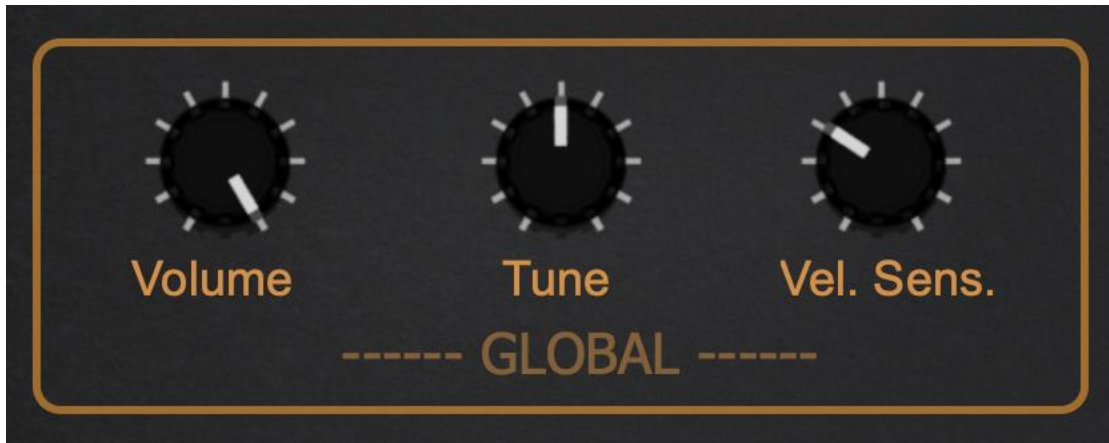 Volume Tune Vel. Sens.
------ GLOBAL ------